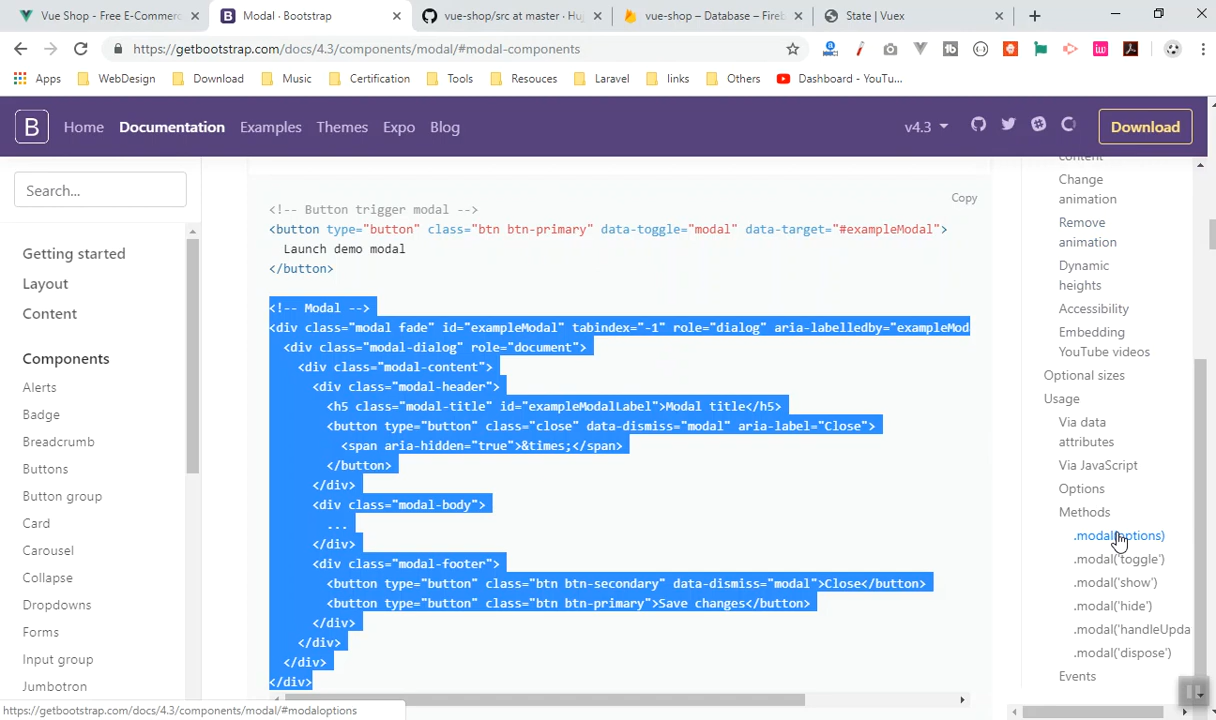 Vue Shop - Free E-Commerc
Modal · Bootstrap
vue-shop/src at master · Huj
vue-shop – Database – Fire
State | Vuex
https://getbootstrap.com/docs/4.3/components/modal/#modal-components
Apps
WebDesign
Download
Music
Certification
Tools
Resouces
Laravel
links
Others
Dashboard - YouTu...
B
Home
Documentation
Examples
Themes
Expo
Blog
v4.3
Download
Search...
Getting started
Layout
Content
Components
Alerts
Badge
Breadcrumb
Buttons
Button group
Card
Carousel
Collapse
Dropdowns
Forms
Input group
Jumbotron
Copy
<!-- Button trigger modal -->
<button type="button" class="btn btn-primary" data-toggle="modal" data-target="#exampleModal">
Launch demo modal
</button>
<!-- Modal -->
<div class="modal fade" id="exampleModal" tabindex="-1" role="dialog" aria-labelledby="exampleMod
<div class="modal-dialog" role="document">
<div class="modal-content">
<div class="modal-header">
<h5 class="modal-title" id="exampleModalLabel">Modal title</h5>
<button type="button" class="close" data-dismiss="modal" aria-label="Close">
<span aria-hidden="true">&times;</span>
</button>
</div>
<div class="modal-body">
...
</div>
<div class="modal-footer">
<button type="button" class="btn btn-secondary" data-dismiss="modal">Close</button>
<button type="button" class="btn btn-primary">Save changes</button>
</div>
</div>
</div>
</div>
content
Change
animation
Remove
animation
Dynamic
heights
Accessibility
Embedding
YouTube videos
Optional sizes
Usage
Via data
attributes
Via JavaScript
Options
Methods
.modal(options)
.modal('toggle')
.modal('show')
.modal('hide')
.modal('handleUpda
.modal('dispose')
Events
https://getbootstrap.com/docs/4.3/components/modal/#modaloptions